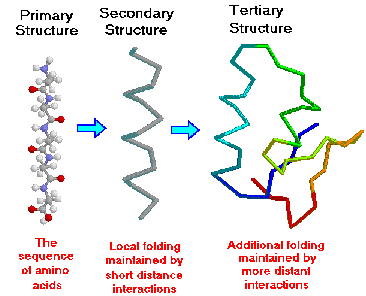 Primary
Structure
Secondary
Structure
Tertiary
Structure
The
sequence
of amino
acids
Local folding
maintained by
short distance
interactions
Additional folding
maintained by
more distant
interactions